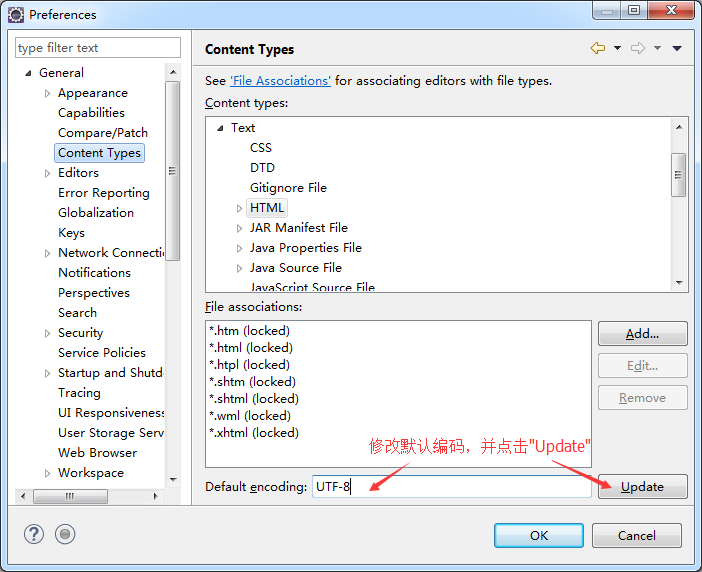 Preferences
type filter text
General
Appearance
Capabilities
Compare/Patch
Content Types
Editors
Error Reporting
Globalization
Keys
Network Connectio
Notifications
Perspectives
Search
Security
Service Policies
Startup and Shutdo
Tracing
UI Responsiveness
User Storage Serv
Web Browser
Workspace
Content Types
See 'File Associations' for associating editors with file types.
Content types:
Text
CSS
DTD
Gitignore File
HTML
JAR Manifest File
Java Properties File
Java Source File
JavaScript Source File
File associations:
*.htm (locked)
*.html (locked)
*.htpl (locked)
*.shtm (locked)
*.shtml (locked)
*.wml (locked)
*.xhtml (locked)
Add...
Edit...
Remove
修改默认编码，并点击"Update"
Default encoding: UTF-8
Update
OK
Cancel